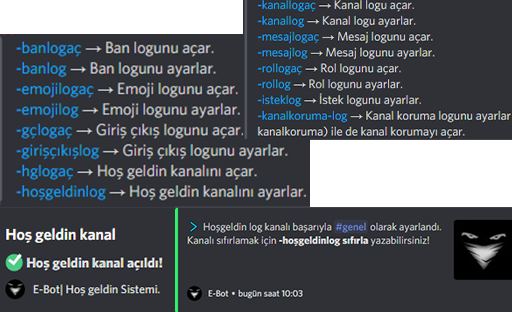 -banlogaç → Ban logunu açar.
-banlog → Ban logunu ayarlar.
-emojilogaç → Emoji logunu açar.
-emojilog → Emoji logunu ayarlar.
-gçlogaç → Giriş çıkış logunu açar.
-girişçıkışlog → Giriş çıkış logunu ayarlar.
-hglogaç → Hoş geldin kanalını açar.
-hoşgeldinlog → Hoş geldin kanalını ayarlar.
-kanallogaç → Kanal logu açar.
-kanallog → Kanal logu ayarlar.
-mesajlogaç → Mesaj logunu açar.
-mesajlog → Mesaj logunu ayarlar.
-rollogaç → Rol logunu açar.
-rollog → Rol logunu ayarlar.
-isteklog → İstek logunu ayarlar.
-kanalkoruma-log → Kanal koruma logunu ayarlar
kanalkoruma) ile de kanal korumayı açar.
Hoş geldin kanal
Hoş geldin kanal açıldı!
E-Bot| Hoş geldin Sistemi.
Hoşgeldin log kanalı başarıyla #genel olarak ayarlandı.
Kanalı sıfırlamak için -hoşgeldinlog sıfırla yazabilirsiniz!
E-Bot • bugün saat 10:03